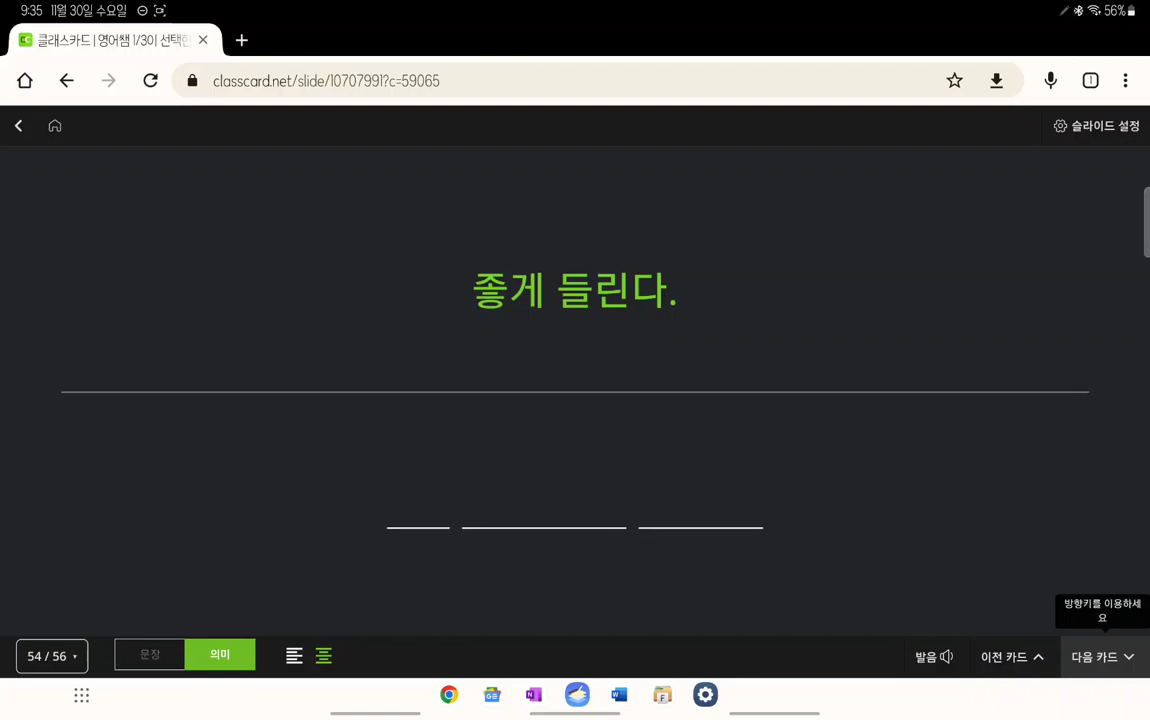 9:35 11월 30일 수요일 56%
클래스카드 | 영어쌤 1/3이 선택한
classcard.net/slide/10707991?c=59065
슬라이드 설정
좋게 들린다.
방향키를 이용하세
요
54 / 56 문장 의미 발음 이전 카드 다음 카드